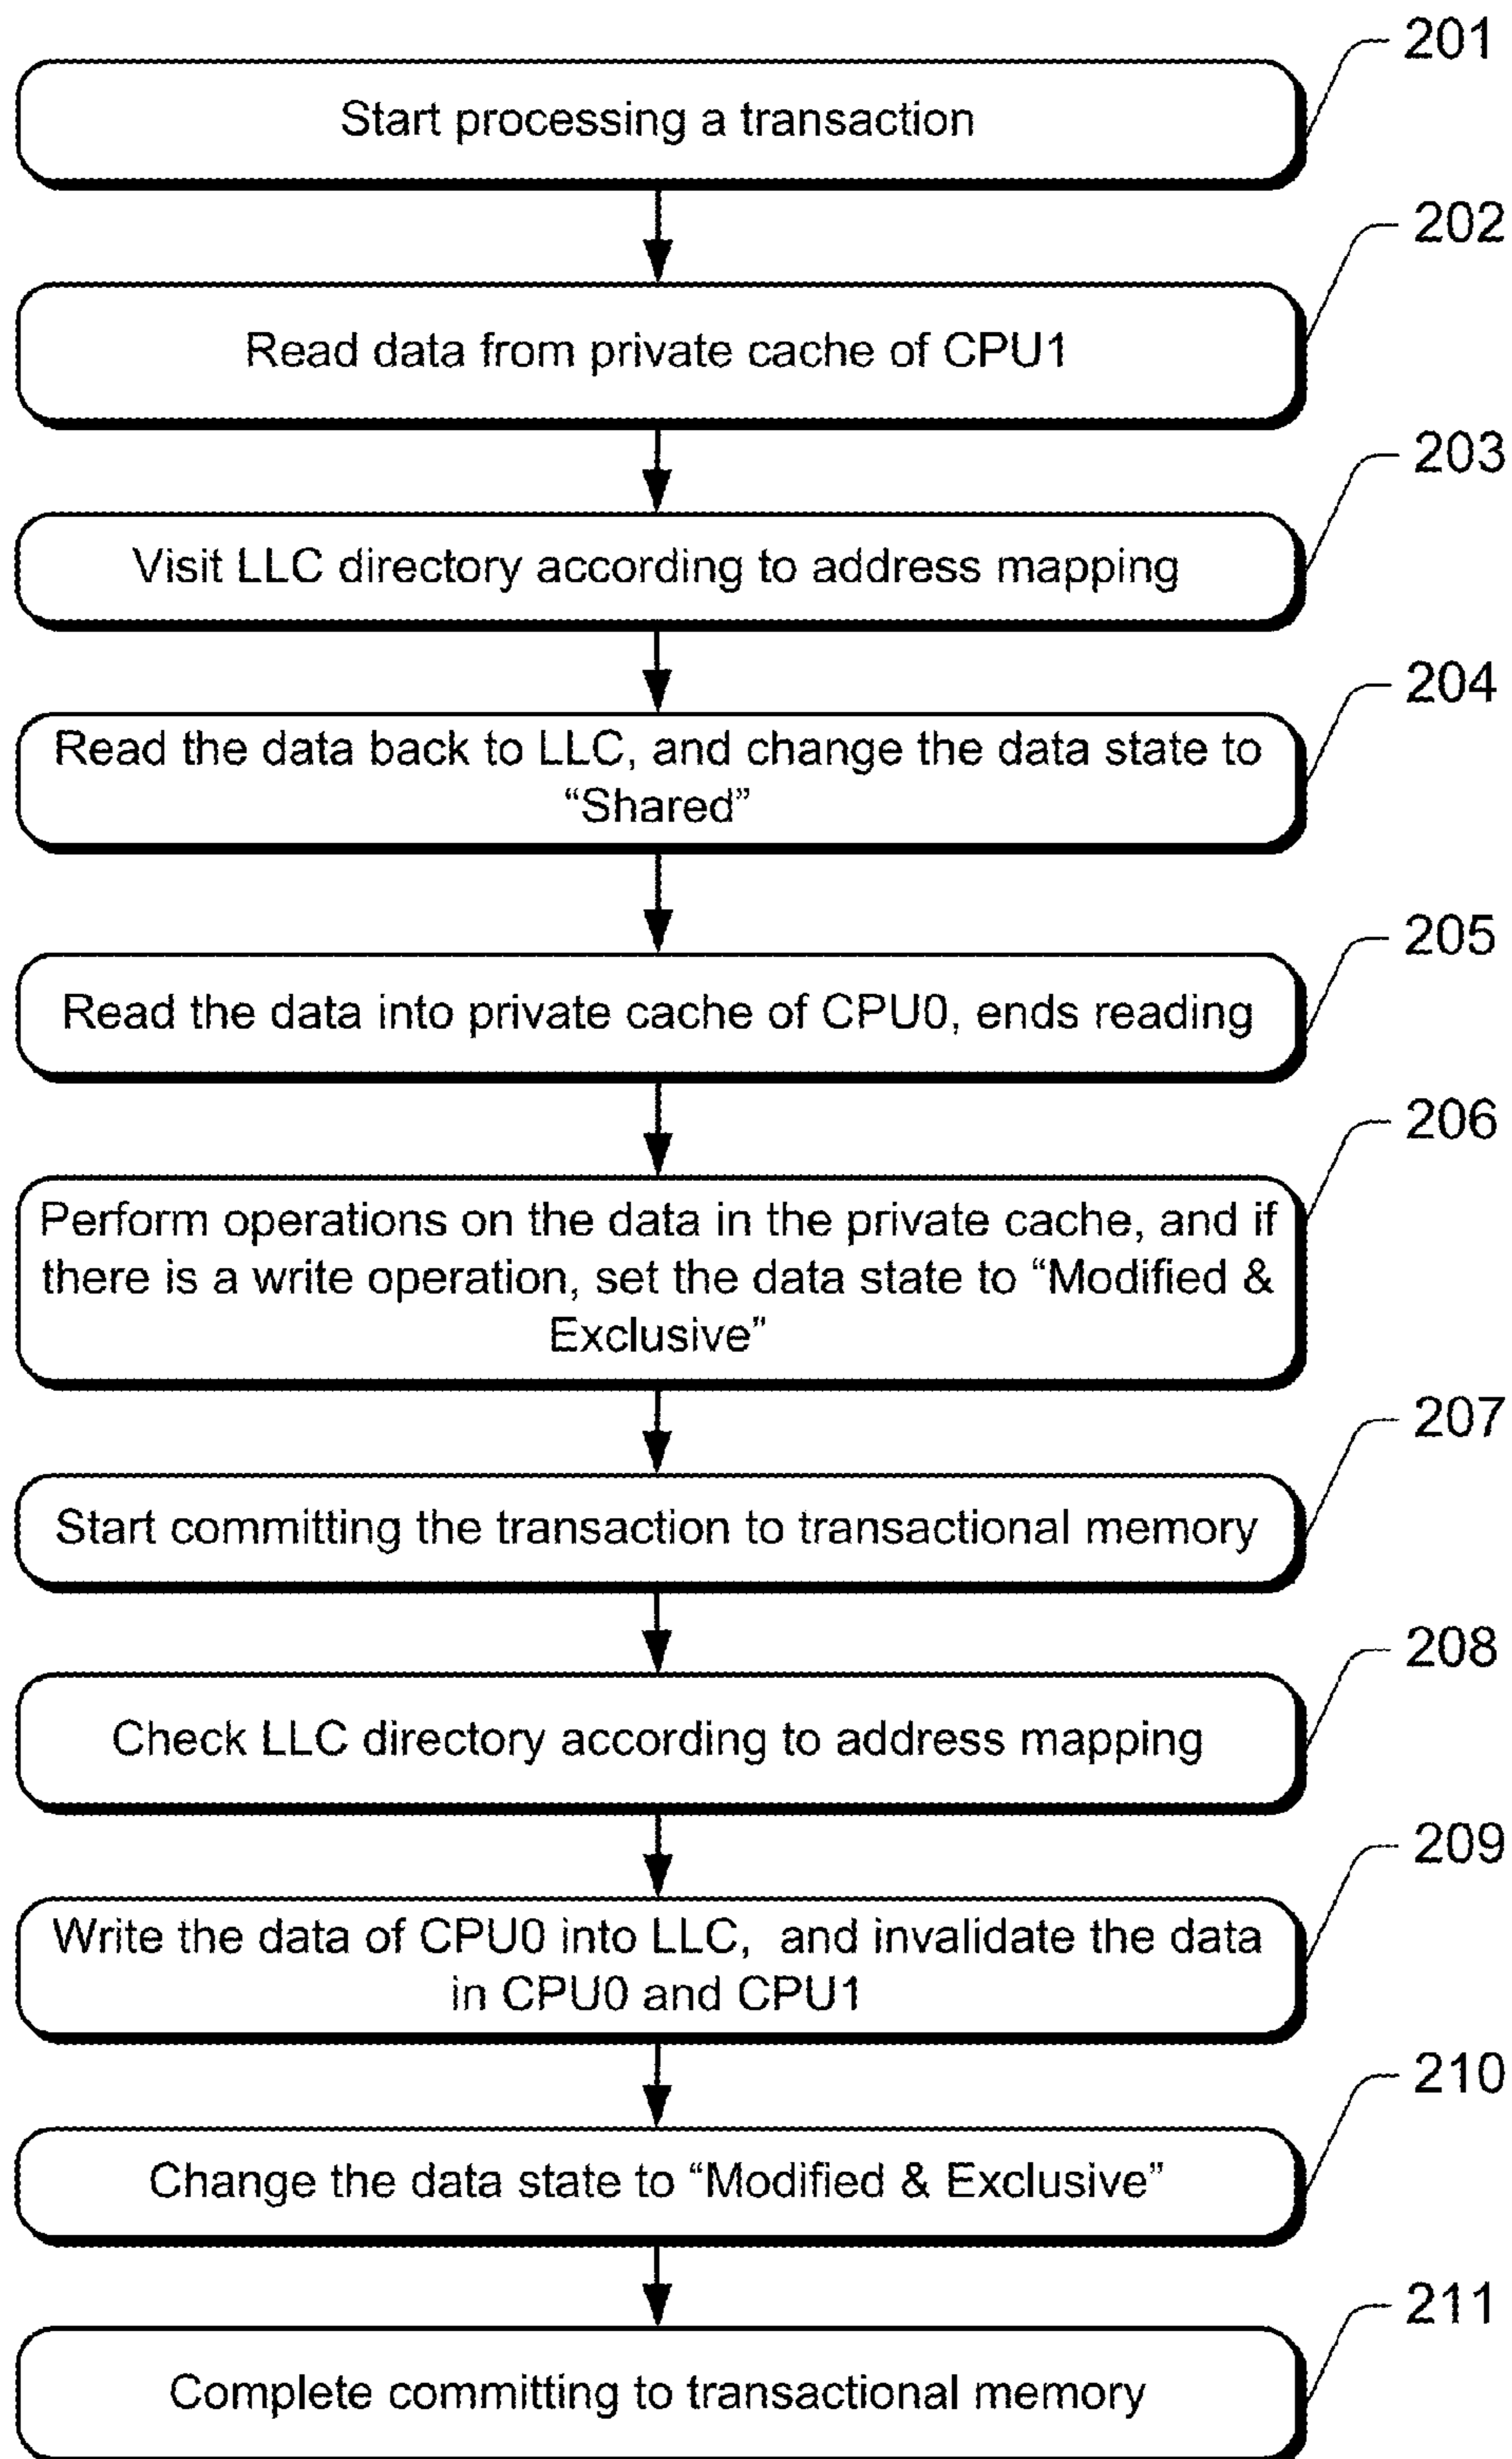 201
Start processing a transaction
202
Read data from private cache of CPU1
203
Visit LLC directory according to address mapping
204
Read the data back to LLC, and change the data state to
“Shared”
205
Read the data into private cache of CPU0, ends reading
206
Perform operations on the data in the private cache, and if
there is a write operation, set the data state to “Modified &
Exclusive”
207
Start committing the transaction to transactional memory
208
Check LLC directory according to address mapping
209
Write the data of CPU0 into LLC, and invalidate the data
in CPU0 and CPU1
210
Change the data state to “Modified & Exclusive”
211
Complete committing to transactional memory